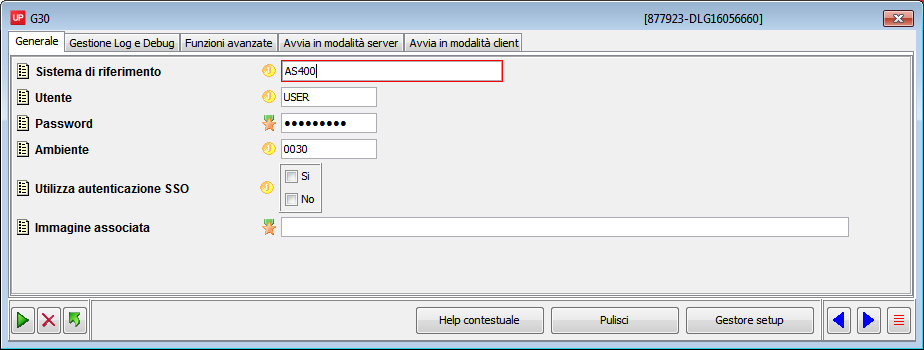 UP G30 [877923-DLG16056660]
Generale Gestione Log e Debug Funzioni avanzate Avvia in modalità server Avvia in modalità client
Sistema di riferimento AS400
Utente USER
Password •••••••••
Ambiente 0030
Utilizza autenticazione SSO
Si
No
Immagine associata
Help contestuale Pulisci Gestore setup